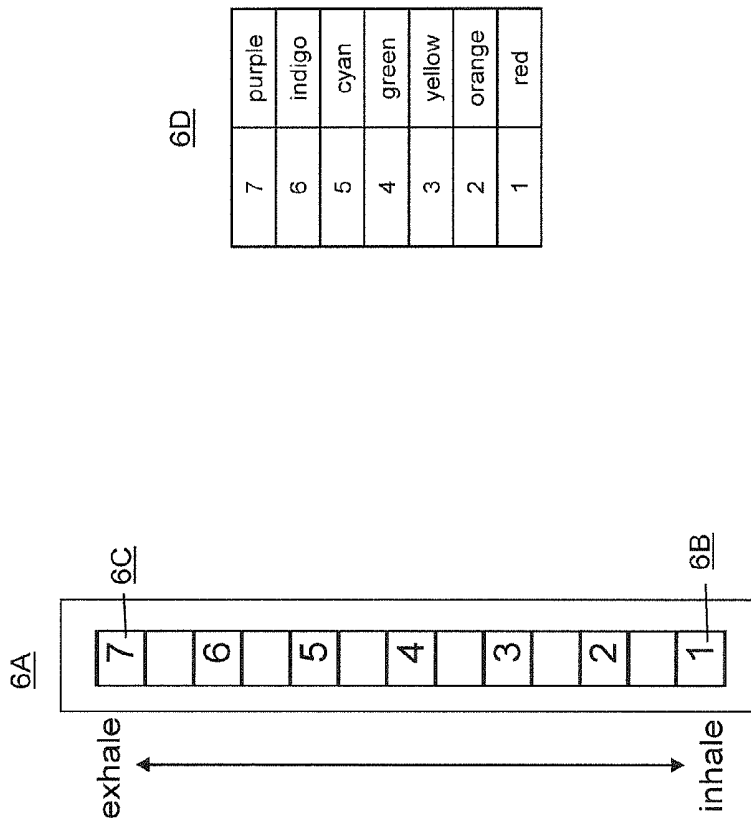 6A
exhale
7
6C
6
5
4
3
2
1
6B
inhale
6D
7 purple
6 indigo
5 cyan
4 green
3 yellow
2 orange
1 red